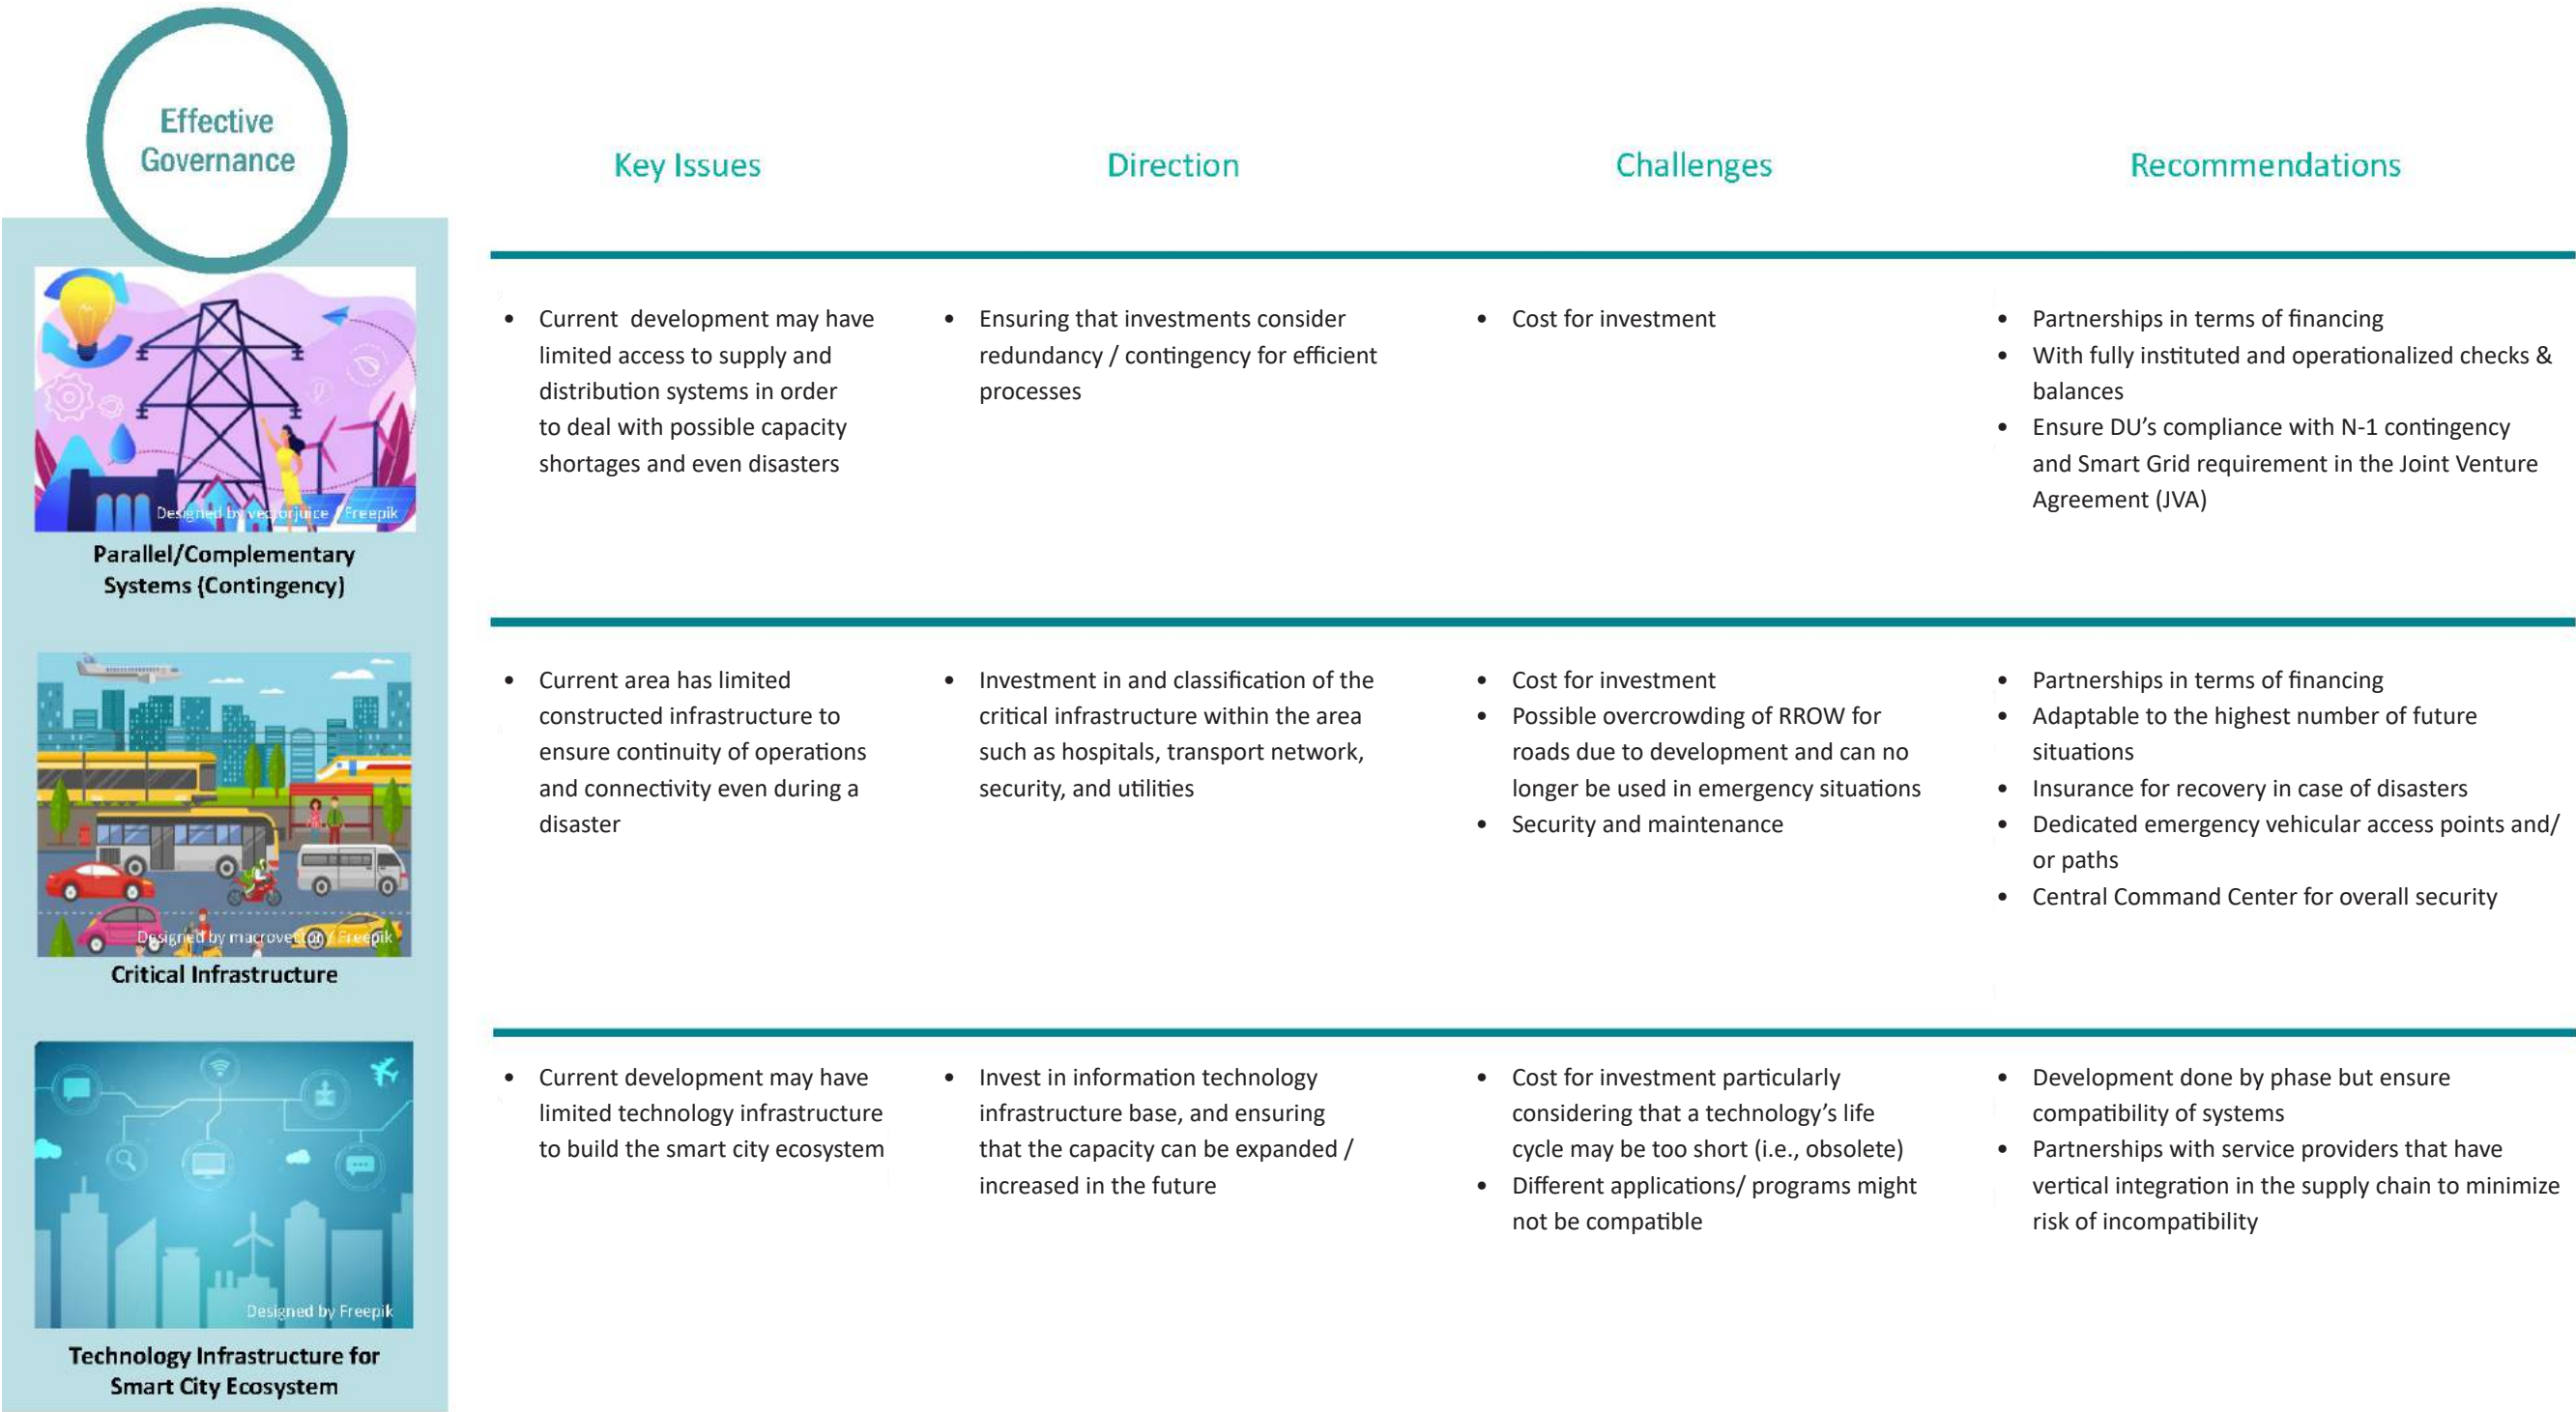 Effective
Governance
Key Issues
Direction
Challenges
Recommendations
Designed by vectorjuice / Freepik
Parallel/Complementary
Systems (Contingency)
• Current development may have
limited access to supply and
distribution systems in order
to deal with possible capacity
shortages and even disasters
• Ensuring that investments consider
redundancy / contingency for efficient
processes
• Cost for investment
• Partnerships in terms of financing
• With fully instituted and operationalized checks &
balances
• Ensure DU’s compliance with N-1 contingency
and Smart Grid requirement in the Joint Venture
Agreement (JVA)
Designed by macrovector / Freepik
Critical Infrastructure
• Current area has limited
constructed infrastructure to
ensure continuity of operations
and connectivity even during a
disaster
• Investment in and classification of the
critical infrastructure within the area
such as hospitals, transport network,
security, and utilities
• Cost for investment
• Possible overcrowding of RROW for
roads due to development and can no
longer be used in emergency situations
• Security and maintenance
• Partnerships in terms of financing
• Adaptable to the highest number of future
situations
• Insurance for recovery in case of disasters
• Dedicated emergency vehicular access points and/
or paths
• Central Command Center for overall security
Designed by Freepik
Technology Infrastructure for
Smart City Ecosystem
• Current development may have
limited technology infrastructure
to build the smart city ecosystem
• Invest in information technology
infrastructure base, and ensuring
that the capacity can be expanded /
increased in the future
• Cost for investment particularly
considering that a technology’s life
cycle may be too short (i.e., obsolete)
• Different applications/ programs might
not be compatible
• Development done by phase but ensure
compatibility of systems
• Partnerships with service providers that have
vertical integration in the supply chain to minimize
risk of incompatibility